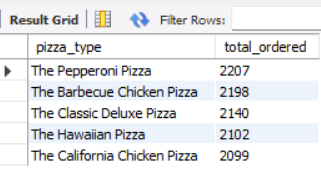 Result Grid Filter Rows:
pizza_type total_ordered
The Pepperoni Pizza 2207
The Barbecue Chicken Pizza 2198
The Classic Deluxe Pizza 2140
The Hawaiian Pizza 2102
The California Chicken Pizza 2099